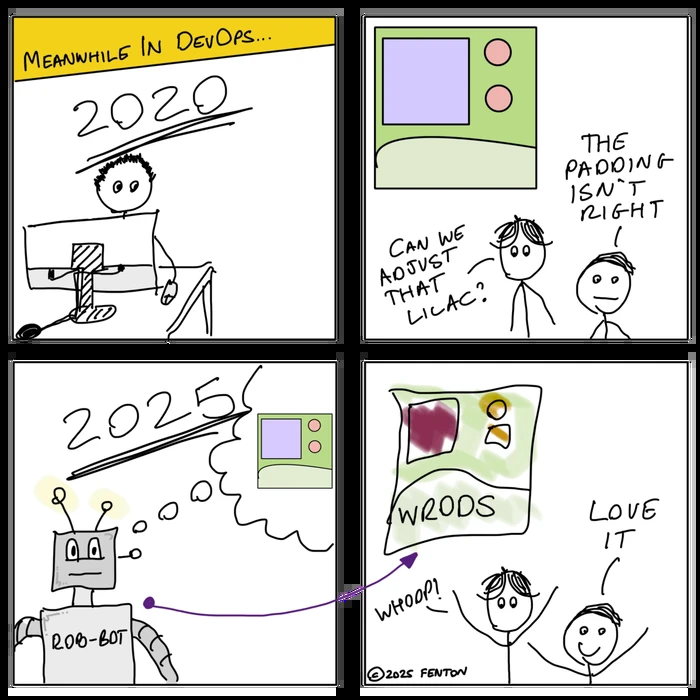 MEANWHILE IN DEVOPS...
2020
CAN WE
ADJUST
THAT
LILAC?
THE
PADDING
ISN'T
RIGHT
2025
ROB-BOT
WRODS
WHOOP!
LOVE
IT
©2025 FENTON